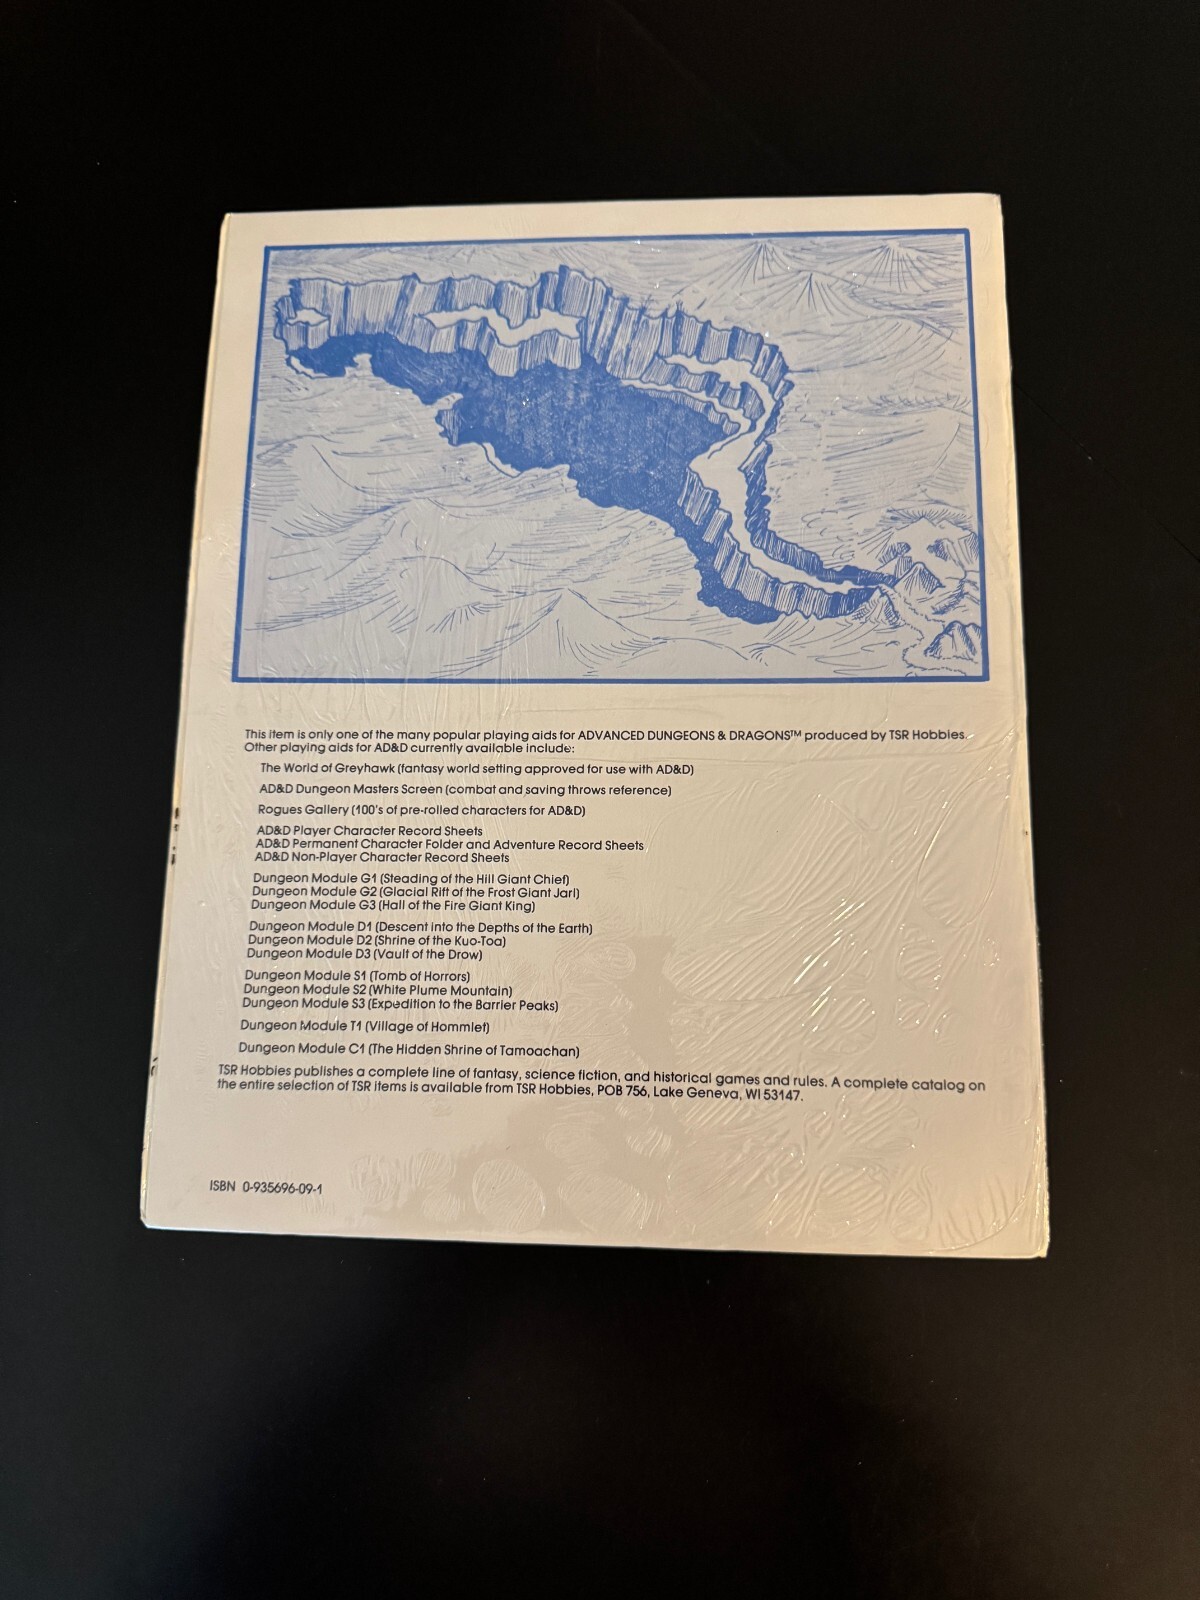 This item is only one of the many popular playing aids for ADVANCED DUNGEONS & DRAGONS™ produced by TSR Hobbies.
Other playing aids for AD&D currently available include:
The World of Greyhawk (fantasy world setting approved for use with AD&D)
AD&D Dungeon Masters Screen (combat and saving throws reference)
Rogues Gallery (100's of pre-rolled characters for AD&D)
AD&D Player Character Record Sheets
AD&D Permanent Character Folder and Adventure Record Sheets
AD&D Non-Player Character Record Sheets
Dungeon Module G1 (Steading of the Hill Giant Chief)
Dungeon Module G2 (Glacial Rift of the Frost Giant Jarl)
Dungeon Module G3 (Hall of the Fire Giant King)
Dungeon Module D1 (Descent into the Depths of the Earth)
Dungeon Module D2 (Shrine of the Kuo-Toa)
Dungeon Module D3 (Vault of the Drow)
Dungeon Module S1 (Tomb of Horrors)
Dungeon Module S2 (White Plume Mountain)
Dungeon Module S3 (Expedition to the Barrier Peaks)
Dungeon Module T1 (Village of Hommlet)
Dungeon Module C1 (The Hidden Shrine of Tamoachan)
TSR Hobbies publishes a complete line of fantasy, science fiction, and historical games and rules. A complete catalog on
the entire selection of TSR items is available from TSR Hobbies, POB 756, Lake Geneva, WI 53147.
ISBN 0-935696-09-1